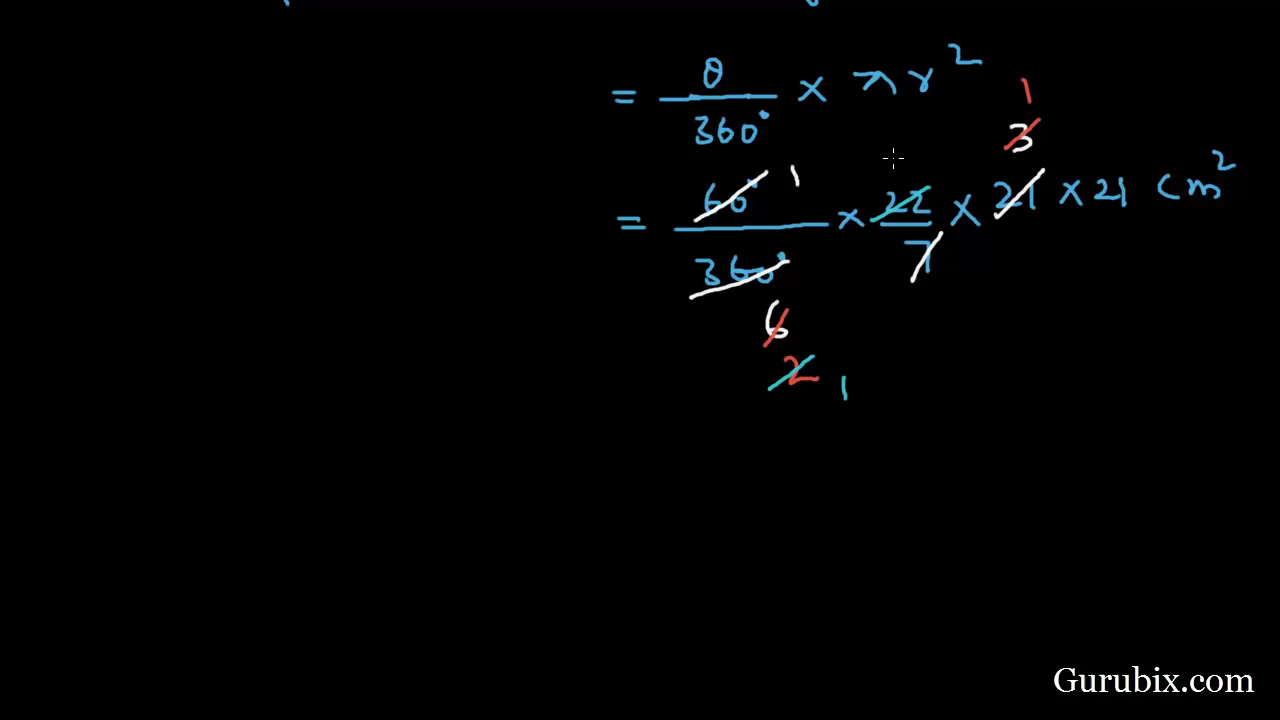 = θ/360° × πr² 1
3
= 60°/360° 1 × 22/7 × 21 × 21 cm²
6
2 1
Gurubix.com